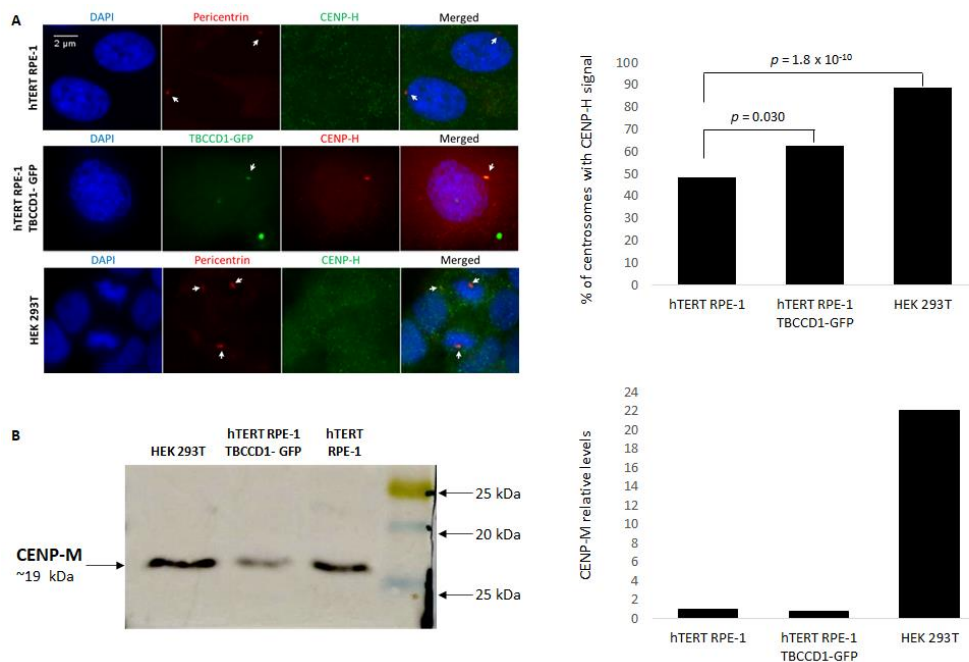 A
DAPI
Pericentrin
CENP-H
Merged
2 µm
hTERT RPE-1
DAPI
TBCCD1-GFP
CENP-H
Merged
hTERT RPE-1
TBCCD1- GFP
DAPI
Pericentrin
CENP-H
Merged
HEK 293T
% of centrosomes with CENP-H signal
100
90
80
70
60
50
40
30
20
10
0
p = 1.8 x 10⁻¹⁰
p = 0.030
hTERT RPE-1
hTERT RPE-1
TBCCD1-GFP
HEK 293T
B
HEK 293T
hTERT RPE-1
TBCCD1- GFP
hTERT
RPE-1
CENP-M
~19 kDa
25 kDa
20 kDa
25 kDa
CENP-M relative levels
24
22
20
18
16
14
12
10
8
6
4
2
0
hTERT RPE-1
hTERT RPE-1
TBCCD1-GFP
HEK 293T